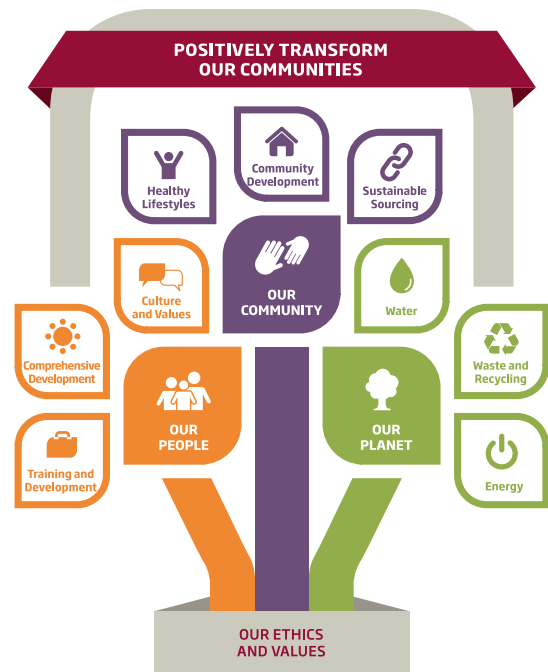 POSITIVELY TRANSFORM
OUR COMMUNITIES
Community
Development
Healthy
Lifestyles
Sustainable
Sourcing
Culture
and Values
OUR
COMMUNITY
Water
Comprehensive
Development
Waste and
Recycling
OUR
PEOPLE
OUR
PLANET
Training and
Development
Energy
OUR ETHICS
AND VALUES